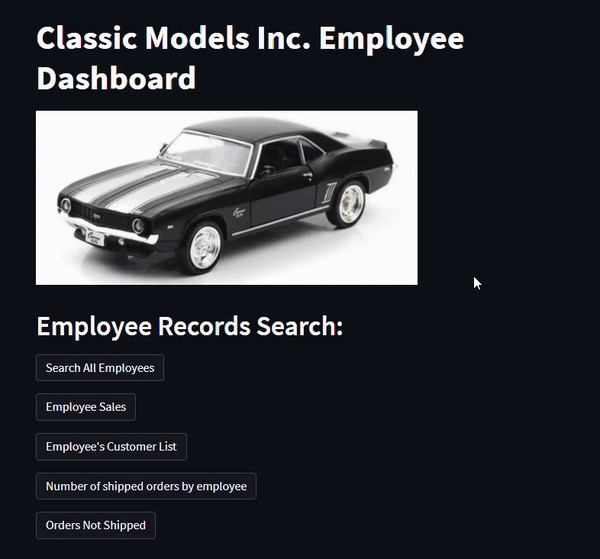 Classic Models Inc. Employee
Dashboard
Employee Records Search:
Search All Employees
Employee Sales
Employee's Customer List
Number of shipped orders by employee
Orders Not Shipped